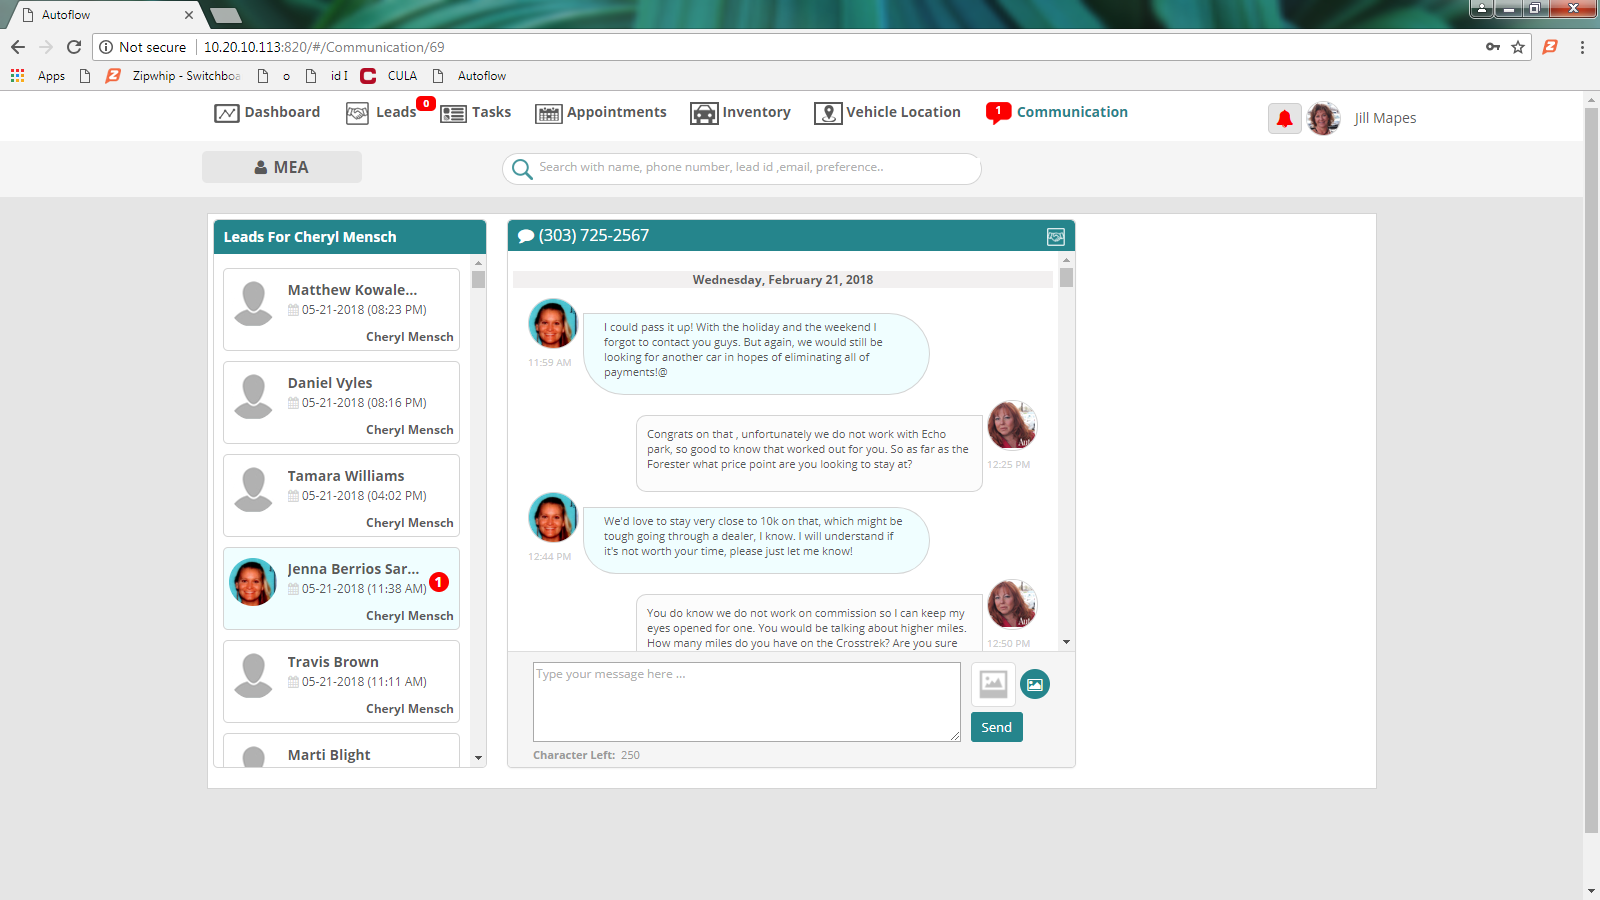 Autoflow
Not secure
10.20.10.113:820/#/Communication/69
Apps
Zipwhip - Switchboa
o
id I
CULA
Autoflow
Dashboard
Leads
0
Tasks
Appointments
Inventory
Vehicle Location
1
Communication
Jill Mapes
MEA
Search with name, phone number, lead id ,email, preference..
Leads For Cheryl Mensch
Matthew Kowale...
05-21-2018 (08:23 PM)
Cheryl Mensch
Daniel Vyles
05-21-2018 (08:16 PM)
Cheryl Mensch
Tamara Williams
05-21-2018 (04:02 PM)
Cheryl Mensch
Jenna Berrios Sar...
05-21-2018 (11:38 AM)
1
Cheryl Mensch
Travis Brown
05-21-2018 (11:11 AM)
Cheryl Mensch
Marti Blight
(303) 725-2567
Wednesday, February 21, 2018
I could pass it up! With the holiday and the weekend I
forgot to contact you guys. But again, we would still be
looking for another car in hopes of eliminating all of
payments!@
11:59 AM
Congrats on that , unfortunately we do not work with Echo
park, so good to know that worked out for you. So as far as the
Forester what price point are you looking to stay at?
Aut
12:25 PM
We'd love to stay very close to 10k on that, which might be
tough going through a dealer, I know. I will understand if
it's not worth your time, please just let me know!
12:44 PM
You do know we do not work on commission so I can keep my
eyes opened for one. You would be talking about higher miles.
How many miles do you have on the Crosstrek? Are you sure
Aut
12:50 PM
Type your message here ...
Send
Character Left: 250